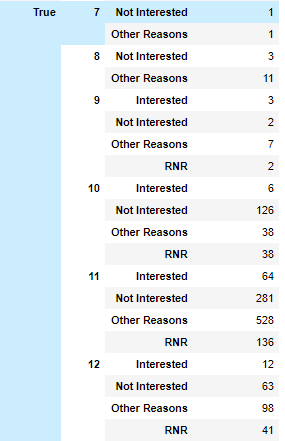 True 7 Not Interested 1
Other Reasons 1
8 Not Interested 3
Other Reasons 11
9 Interested 3
Not Interested 2
Other Reasons 7
RNR 2
10 Interested 6
Not Interested 126
Other Reasons 38
RNR 38
11 Interested 64
Not Interested 281
Other Reasons 528
RNR 136
12 Interested 12
Not Interested 63
Other Reasons 98
RNR 41